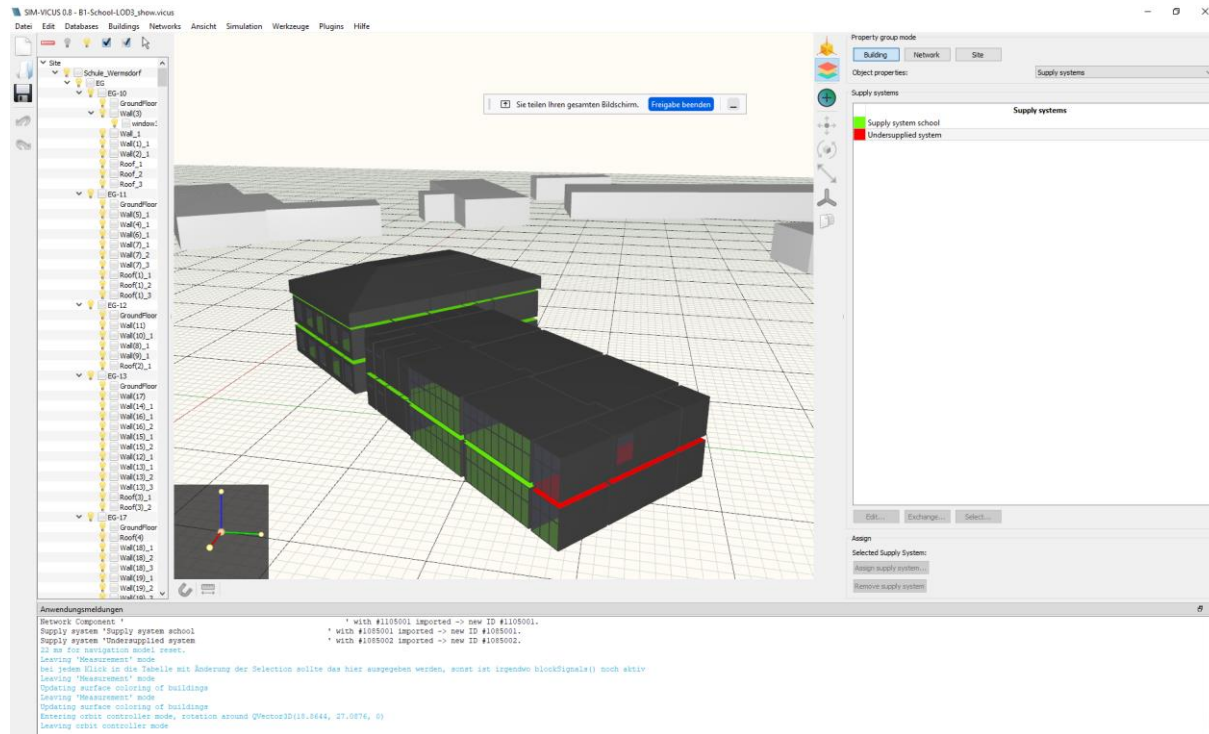 SIM-VICUS 0.8 - B1-School-LOD3_show.vicus
Datei Edit Databases Buildings Networks Ansicht Simulation Werkzeuge Plugins Hilfe
Site
Schule_Wermsdorf
EG
EG-10
GroundFloor
Wall(3)
window3
Wall_1
Wall(1)_1
Wall(2)_1
Roof_1
Roof_2
Roof_3
EG-11
GroundFloor
Wall(5)_1
Wall(4)_1
Wall(6)_1
Wall(7)_1
Wall(7)_2
Wall(7)_3
Roof(1)_1
Roof(1)_2
Roof(1)_3
EG-12
GroundFloor
Wall(11)
Wall(10)_1
Wall(8)_1
Wall(9)_1
Roof(2)_1
EG-13
GroundFloor
Wall(17)
Wall(14)_1
Wall(16)_1
Wall(16)_2
Wall(15)_1
Wall(15)_2
Wall(12)_1
Wall(13)_1
Wall(13)_2
Wall(13)_3
Roof(3)_1
Roof(3)_2
EG-17
GroundFloor
Roof(4)
Wall(18)_1
Wall(18)_2
Wall(18)_3
Wall(19)_1
Wall(19)_2
Wall(19)_3
Sie teilen Ihren gesamten Bildschirm. Freigabe beenden
Property group mode
Building Network Site
Object properties: Supply systems
Supply systems
Supply systems
Supply system school
Undersupplied system
Edit... Exchange... Select...
Assign
Selected Supply System:
Assign supply system...
Remove supply system
Anwendungsmeldungen
Network Component ' ' with #1105001 imported -> new ID #1105001.
Supply system 'Supply system school ' with #1085001 imported -> new ID #1085001.
Supply system 'Undersupplied system ' with #1085002 imported -> new ID #1085002.
22 ms for navigation model reset.
Leaving 'Measurement' mode
bei jedem Klick in die Tabelle mit Änderung der Selection sollte das hier ausgegeben werden, sonst ist irgendwo blockSignals() noch aktiv
Leaving 'Measurement' mode
Updating surface coloring of buildings
Leaving 'Measurement' mode
Updating surface coloring of buildings
Entering orbit controller mode, rotation around QVector3D(18.8644, 27.0876, 0)
Leaving orbit controller mode